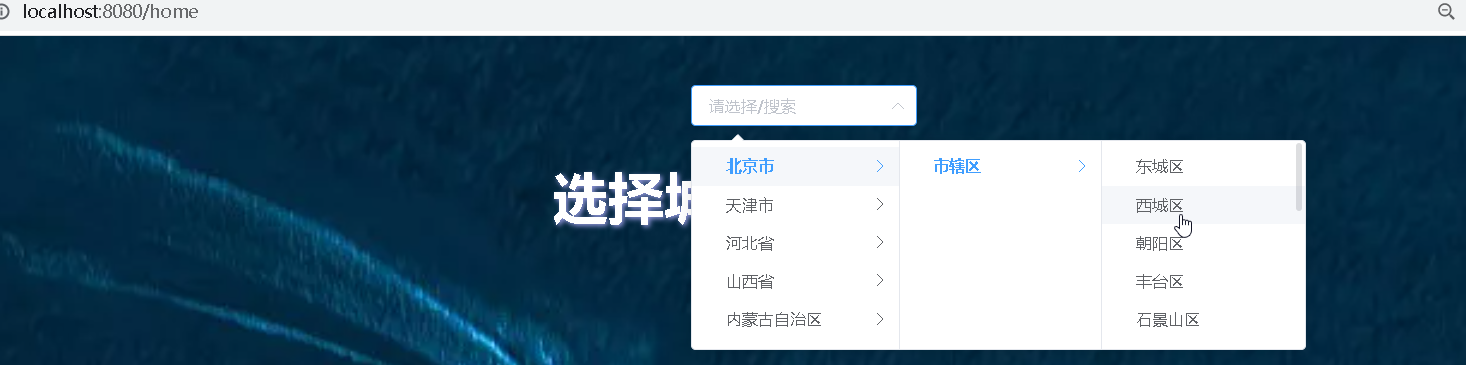 localhost:8080/home
请选择/搜索
选择城
北京市
天津市
河北省
山西省
内蒙古自治区
市辖区
东城区
西城区
朝阳区
丰台区
石景山区